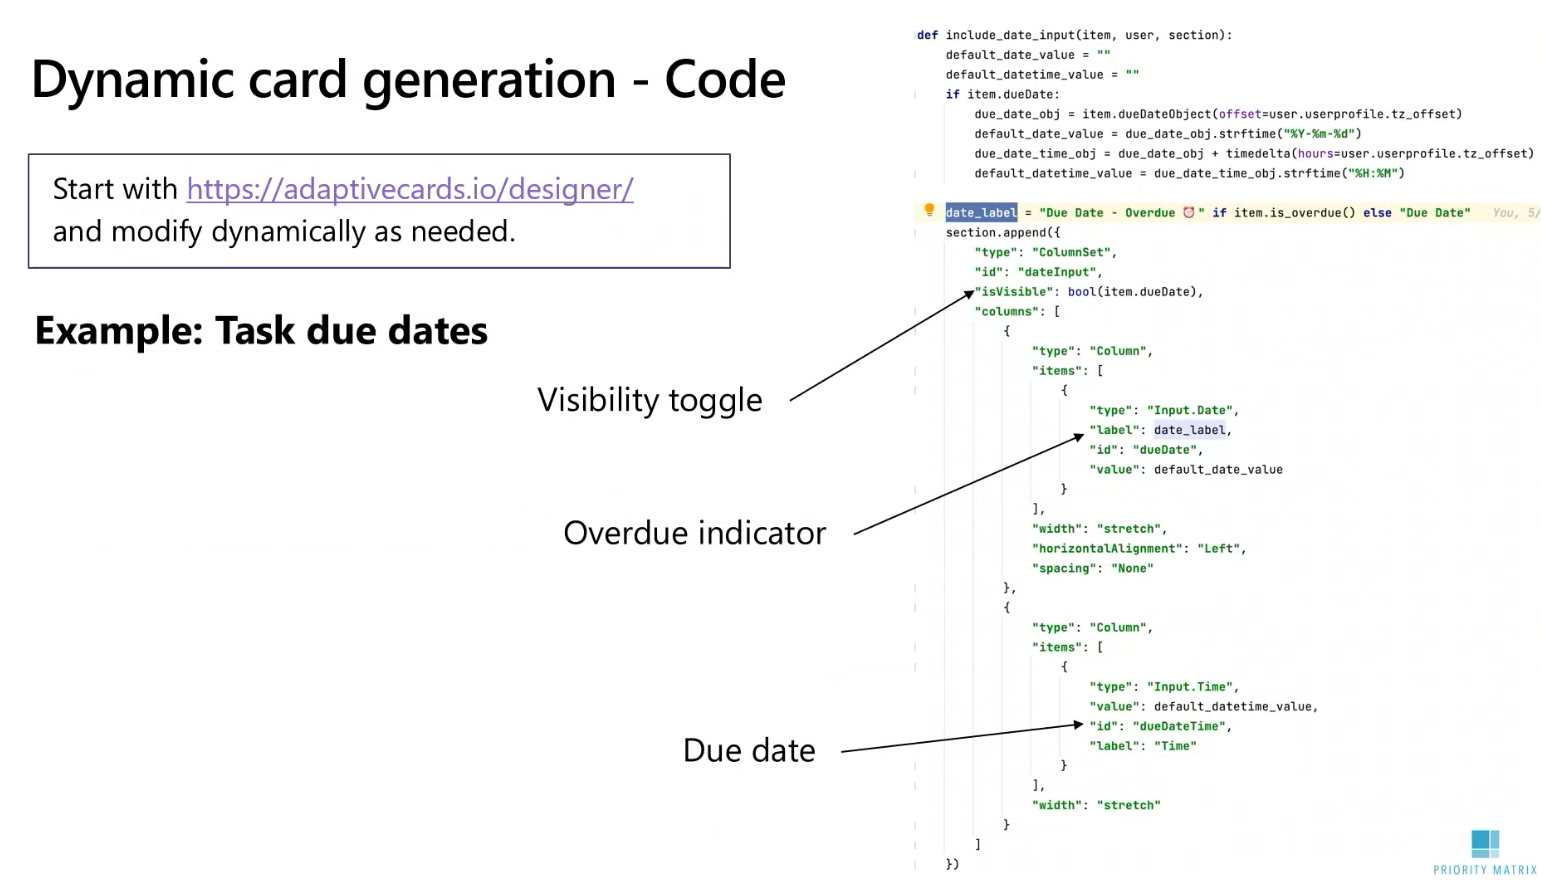 Dynamic card generation - Code
Start with https://adaptivecards.io/designer/
and modify dynamically as needed.
Example: Task due dates
Visibility toggle
Overdue indicator
Due date
def include_date_input(item, user, section):
    default_date_value = ""
    default_datetime_value = ""
    if item.dueDate:
        due_date_obj = item.dueDateObject(offset=user.userprofile.tz_offset)
        default_date_value = due_date_obj.strftime("%Y-%m-%d")
        due_date_time_obj = due_date_obj + timedelta(hours=user.userprofile.tz_offset)
        default_datetime_value = due_date_time_obj.strftime("%H:%M")
    date_label = "Due Date - Overdue ⏰" if item.is_overdue() else "Due Date" You, 5/
    section.append({
        "type": "ColumnSet",
        "id": "dateInput",
        "isVisible": bool(item.dueDate),
        "columns": [
            {
                "type": "Column",
                "items": [
                    {
                        "type": "Input.Date",
                        "label": date_label,
                        "id": "dueDate",
                        "value": default_date_value
                    }
                ],
                "width": "stretch",
                "horizontalAlignment": "Left",
                "spacing": "None"
            },
            {
                "type": "Column",
                "items": [
                    {
                        "type": "Input.Time",
                        "value": default_datetime_value,
                        "id": "dueDateTime",
                        "label": "Time"
                    }
                ],
                "width": "stretch"
            }
        ]
    })
PRIORITY MATRIX